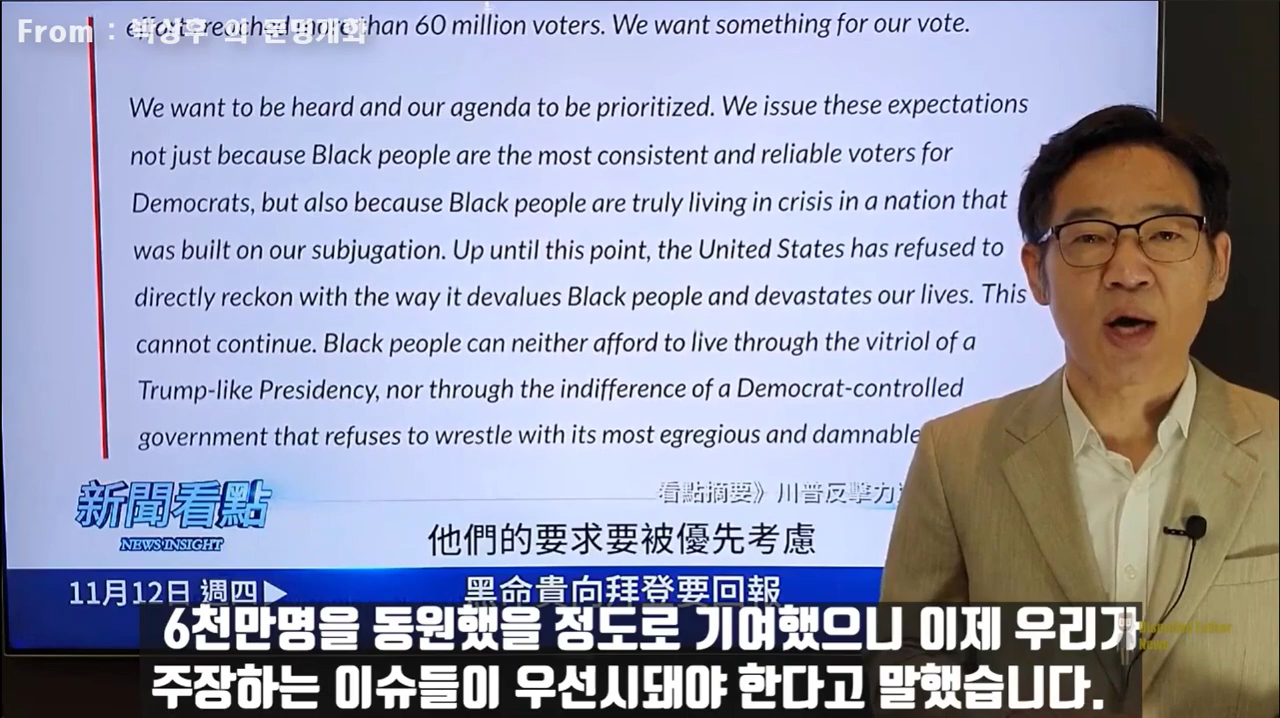 From : 박상후 의 문명개화
than 60 million voters. We want something for our vote.
We want to be heard and our agenda to be prioritized. We issue these expectations
not just because Black people are the most consistent and reliable voters for
Democrats, but also because Black people are truly living in crisis in a nation that
was built on our subjugation. Up until this point, the United States has refused to
directly reckon with the way it devalues Black people and devastates our lives. This
cannot continue. Black people can neither afford to live through the vitriol of a
Trump-like Presidency, nor through the indifference of a Democrat-controlled
government that refuses to wrestle with its most egregious and damnable
新聞看點
NEWS INSIGHT
看點摘要》川普反擊力
他們的要求要被優先考慮
11月12日 週四▶
黑命貴向拜登要回報
6천만명을 동원했을 정도로 기여했으니 이제 우리가
주장하는 이슈들이 우선시돼야 한다고 말했습니다.
News